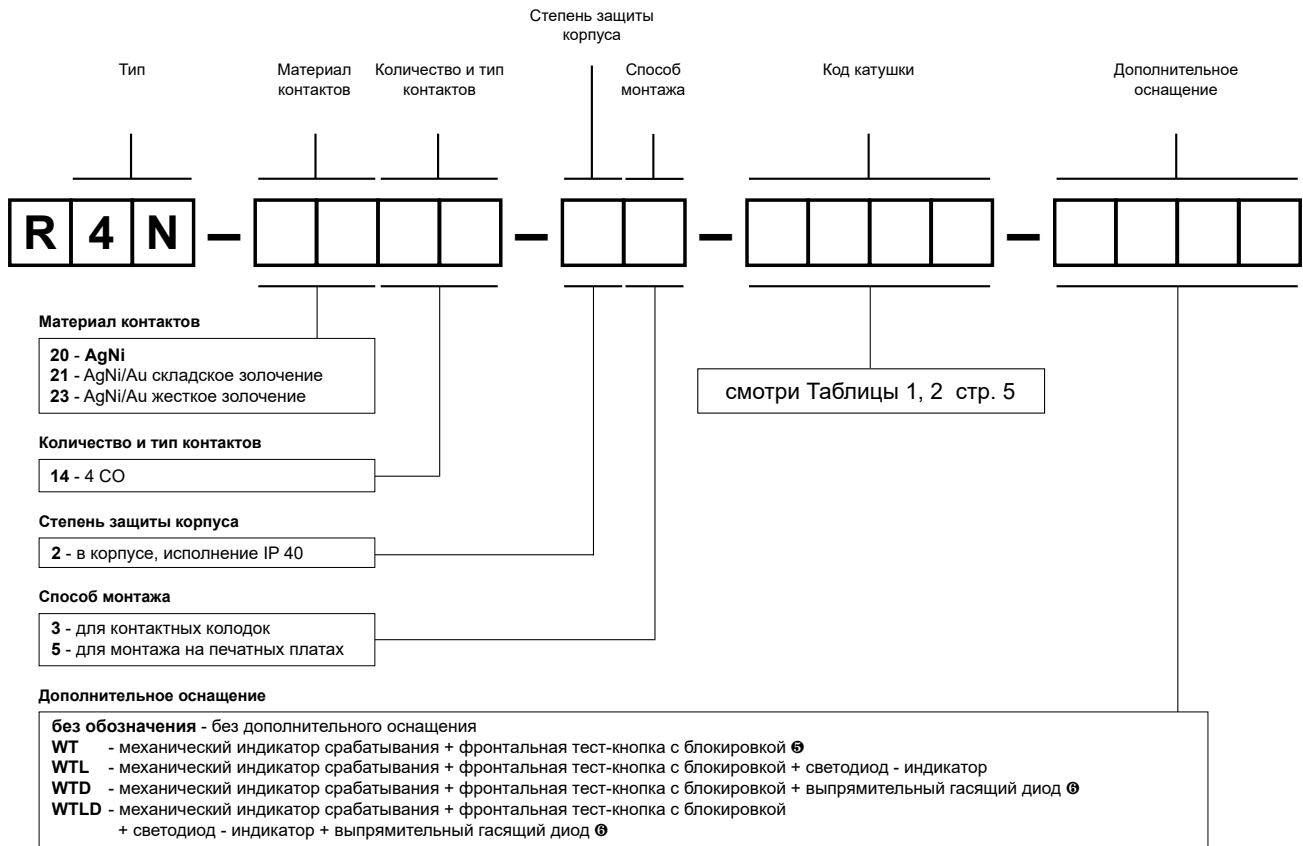 Степень защиты
корпуса
Тип
Материал
контактов
Количество и тип
контактов
Способ
монтажа
Код катушки
Дополнительное
оснащение
R 4 N – – – –
Материал контактов
20 - AgNi
21 - AgNi/Au складское золочение
23 - AgNi/Au жесткое золочение
смотри Таблицы 1, 2 стр. 5
Количество и тип контактов
14 - 4 CO
Степень защиты корпуса
2 - в корпусе, исполнение IP 40
Способ монтажа
3 - для контактных колодок
5 - для монтажа на печатных платах
Дополнительное оснащение
без обозначения - без дополнительного оснащения
WT - механический индикатор срабатывания + фронтальная тест-кнопка с блокировкой ❺
WTL - механический индикатор срабатывания + фронтальная тест-кнопка с блокировкой + светодиод - индикатор
WTD - механический индикатор срабатывания + фронтальная тест-кнопка с блокировкой + выпрямительный гасящий диод ❻
WTLD - механический индикатор срабатывания + фронтальная тест-кнопка с блокировкой
+ светодиод - индикатор + выпрямительный гасящий диод ❻